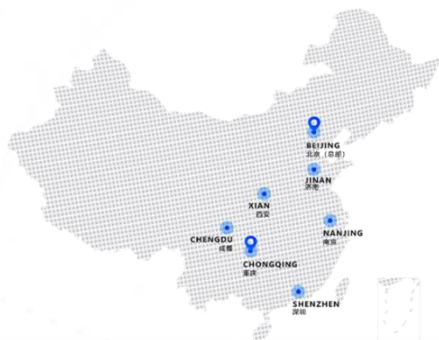 BEIJING
北京（总部）
JINAN
济南
XIAN
西安
NANJING
南京
CHENGDU
成都
CHONGQING
重庆
SHENZHEN
深圳